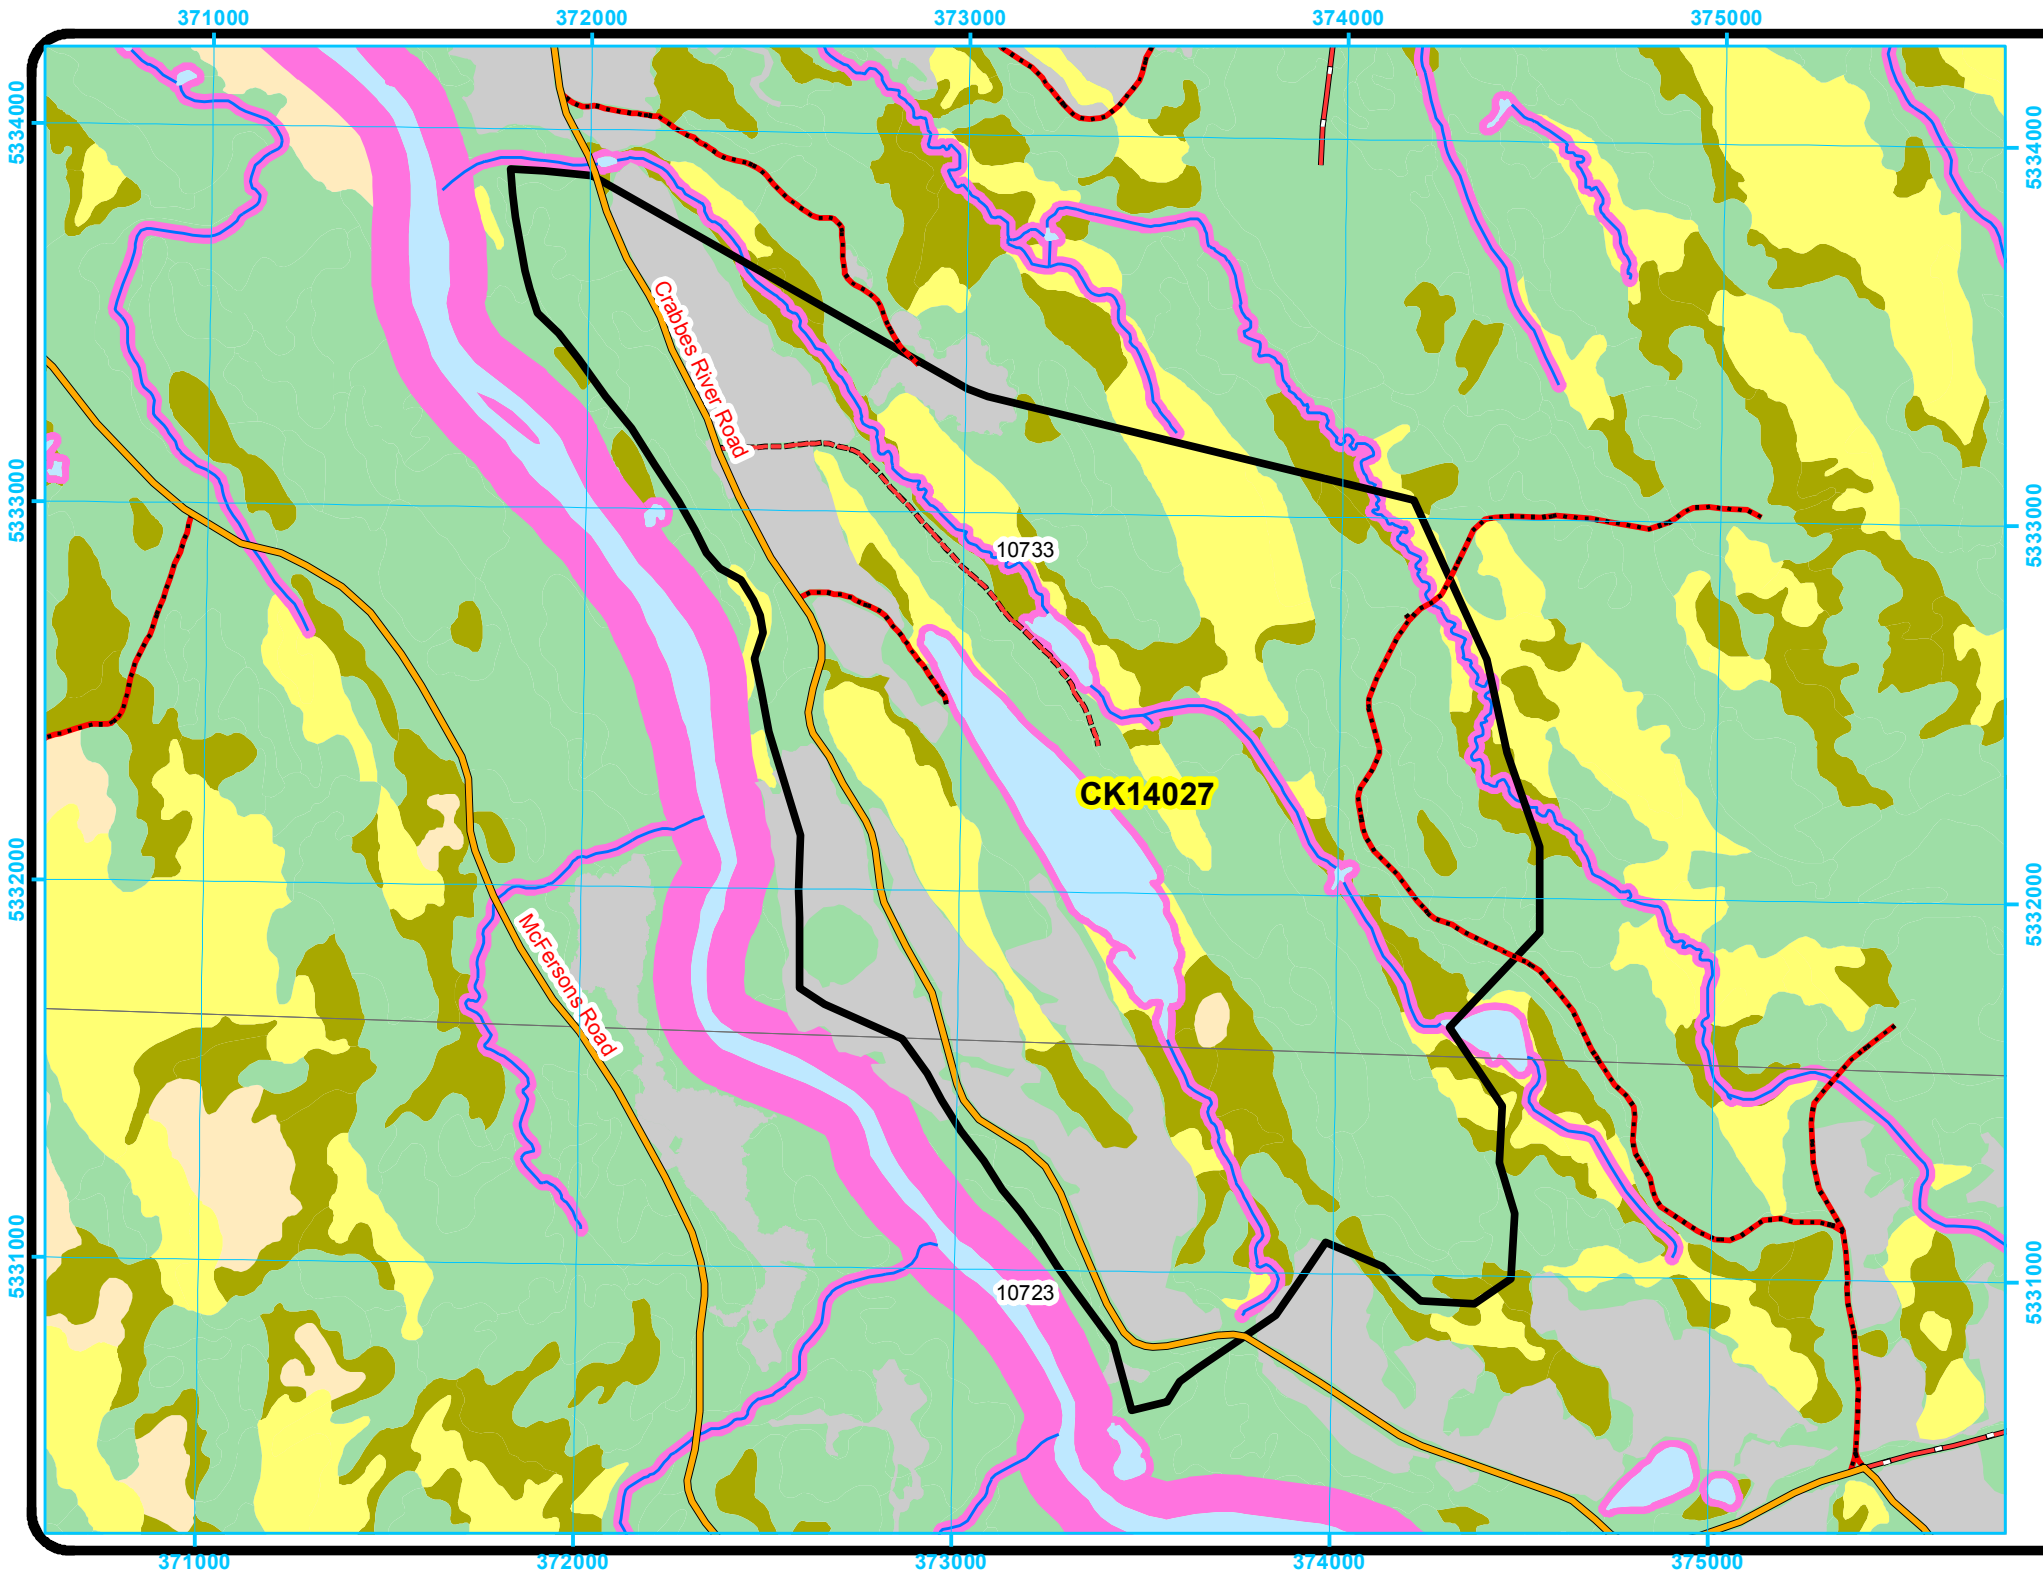 371000 372000 373000 374000 375000
5334000 5334000
Crabbes River Road
5333000 5333000
10733
CK14027
5332000 5332000
McFersons Road
5331000 5331000
10723
371000 372000 373000 374000 375000